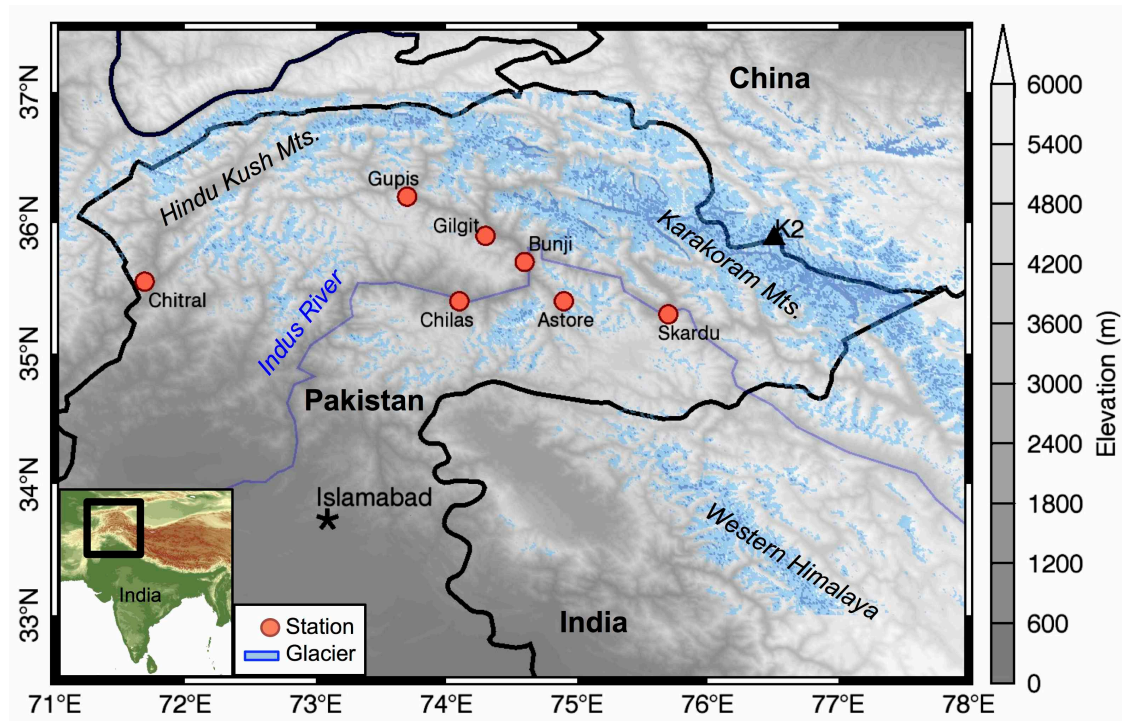 China
37°N
Hindu Kush Mts.
Gupis
36°N
Gilgit
Bunji
K2
Karakoram Mts.
Chitral
Indus River
Chilas
Astore
Skardu
35°N
Pakistan
34°N
Islamabad
Western Himalaya
India
33°N
India
Station
Glacier
71°E
72°E
73°E
74°E
75°E
76°E
77°E
78°E
6000
5400
4800
4200
3600
3000
2400
1800
1200
600
0
Elevation (m)